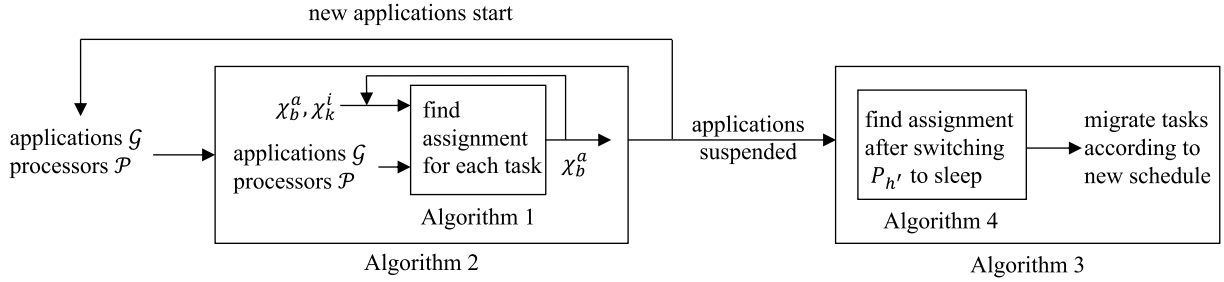 new applications start
applications 𝒢
processors 𝒫
χ_b^a, χ_k^i
applications 𝒢
processors 𝒫
find
assignment
for each task
χ_b^a
Algorithm 1
Algorithm 2
applications
suspended
find assignment
after switching
P_{h′} to sleep
Algorithm 4
migrate tasks
according to
new schedule
Algorithm 3